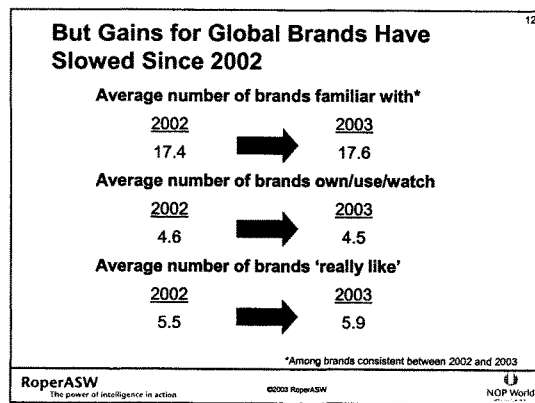 12
But Gains for Global Brands Have
Slowed Since 2002
Average number of brands familiar with*
2002 2003
17.4 17.6
Average number of brands own/use/watch
2002 2003
4.6 4.5
Average number of brands ‘really like’
2002 2003
5.5 5.9
*Among brands consistent between 2002 and 2003
RoperASW
The power of intelligence in action
©2003 RoperASW
NOP World